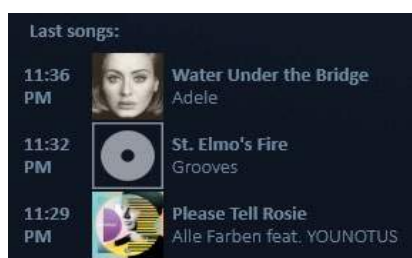 Last songs:
11:36 PM
Water Under the Bridge
Adele
11:32 PM
St. Elmo's Fire
Grooves
11:29 PM
Please Tell Rosie
Alle Farben feat. YOUNOTUS